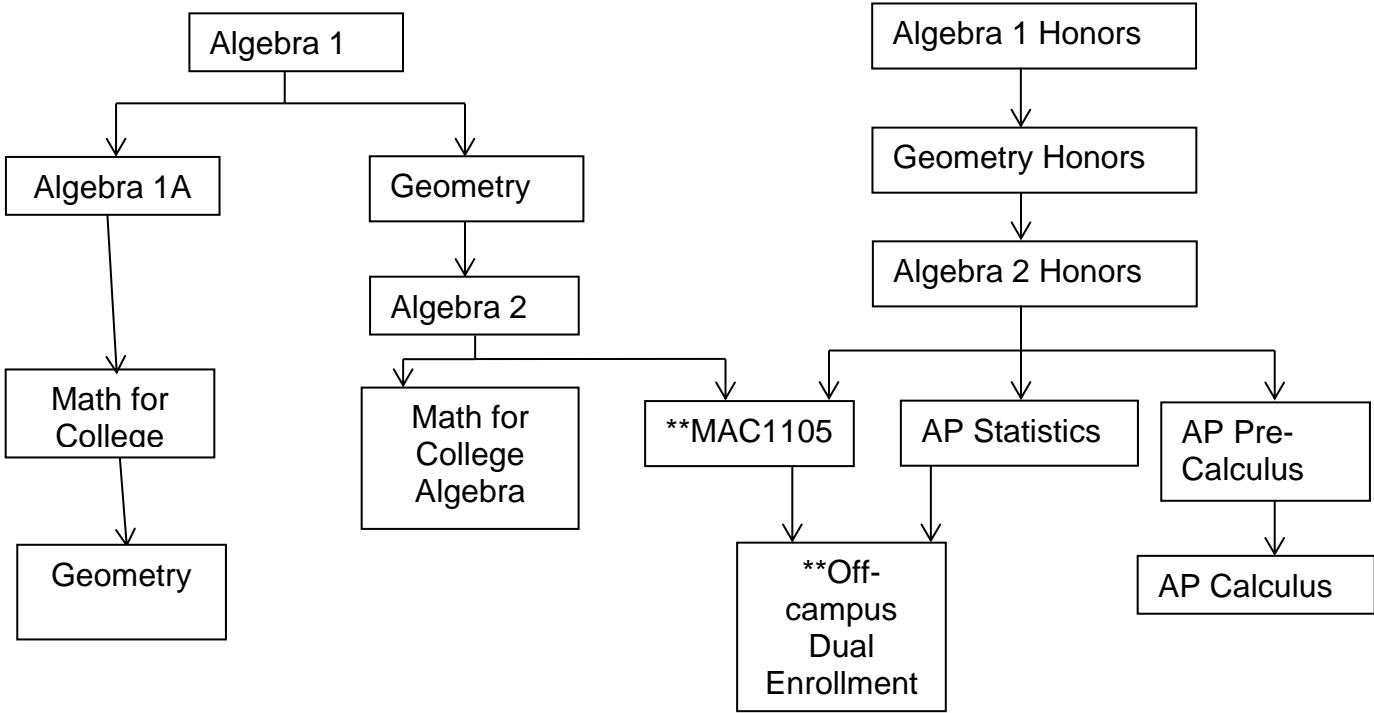 Algebra 1
Algebra 1 Honors
Algebra 1A
Geometry
Geometry Honors
Algebra 2
Algebra 2 Honors
Math for
College
Math for
College
Algebra
**MAC1105
AP Statistics
AP Pre-
Calculus
Geometry
**Off-
campus
Dual
Enrollment
AP Calculus